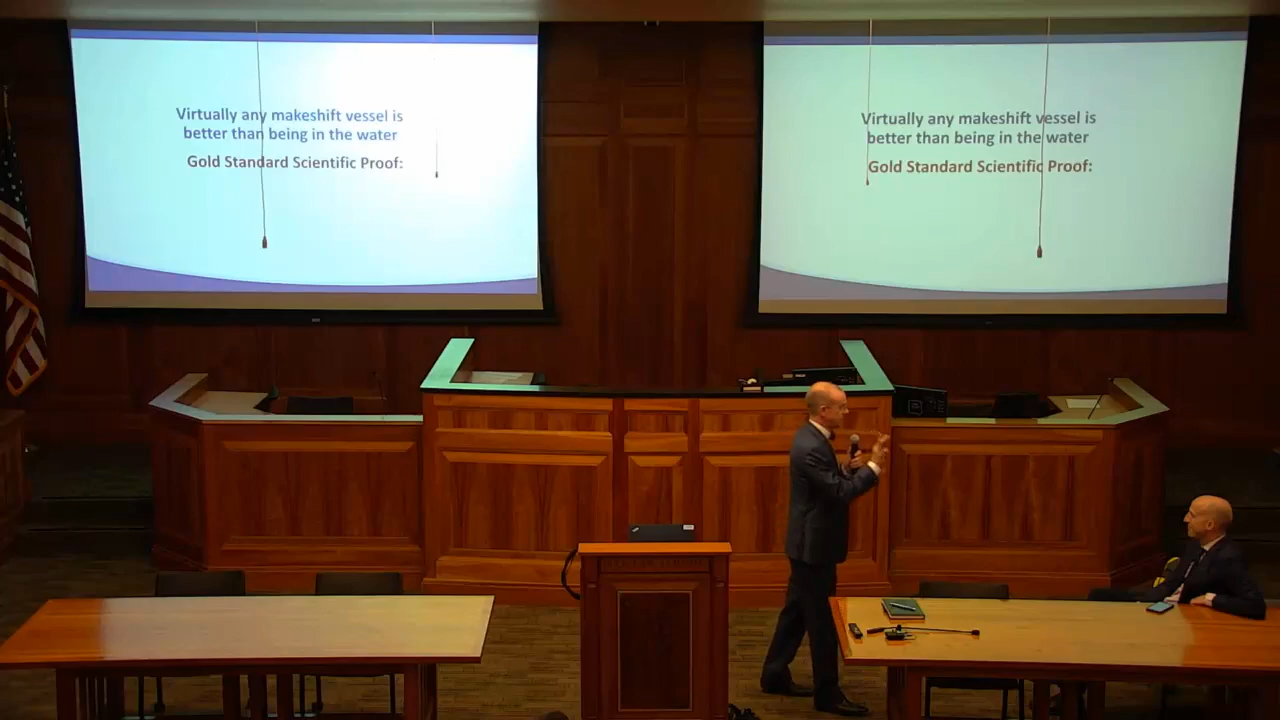 Virtually any makeshift vessel is
better than being in the water
Gold Standard Scientific Proof:
Virtually any makeshift vessel is
better than being in the water
Gold Standard Scientific Proof: